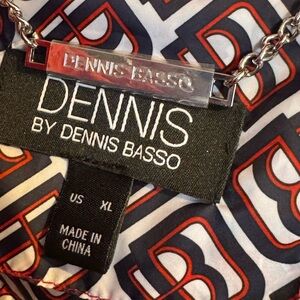 DENNIS BASSO
DENNIS
BY DENNIS BASSO
US XL
MADE IN
CHINA